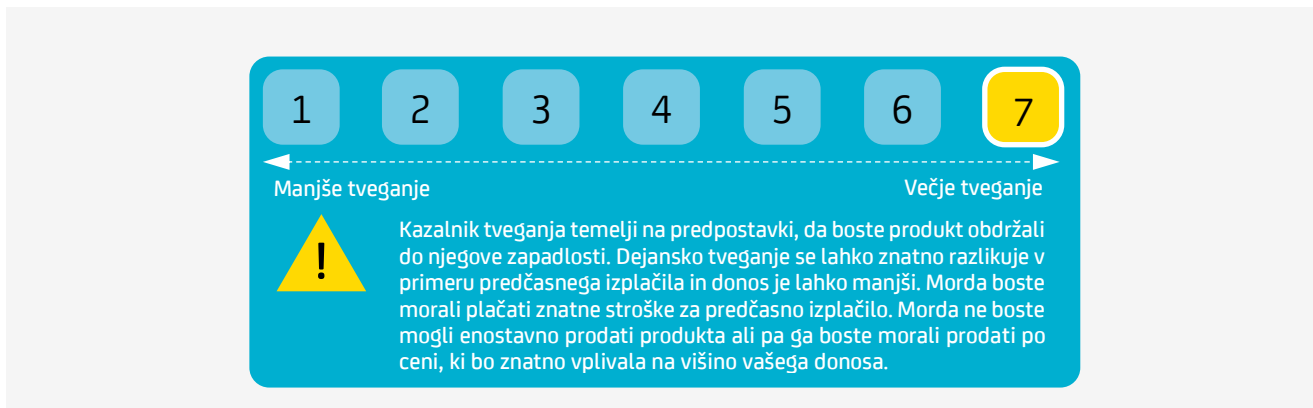 1 2 3 4 5 6 7
Manjše tveganje Večje tveganje
!
Kazalnik tveganja temelji na predpostavki, da boste produkt obdržali
do njegove zapadlosti. Dejansko tveganje se lahko znatno razlikuje v
primeru predčasnega izplačila in donos je lahko manjši. Morda boste
morali plačati znatne stroške za predčasno izplačilo. Morda ne boste
mogli enostavno prodati produkta ali pa ga boste morali prodati po
ceni, ki bo znatno vplivala na višino vašega donosa.